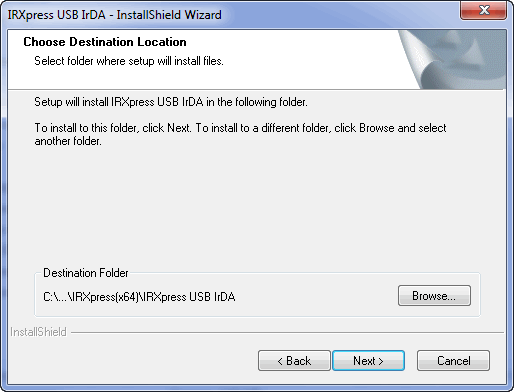 IRXpress USB IrDA - InstallShield Wizard
Choose Destination Location
Select folder where setup will install files.
Setup will install IRXpress USB IrDA in the following folder.
To install to this folder, click Next. To install to a different folder, click Browse and select
another folder.
Destination Folder
C:\...\IRXpress(x64)\IRXpress USB IrDA
Browse...
InstallShield
< Back
Next >
Cancel